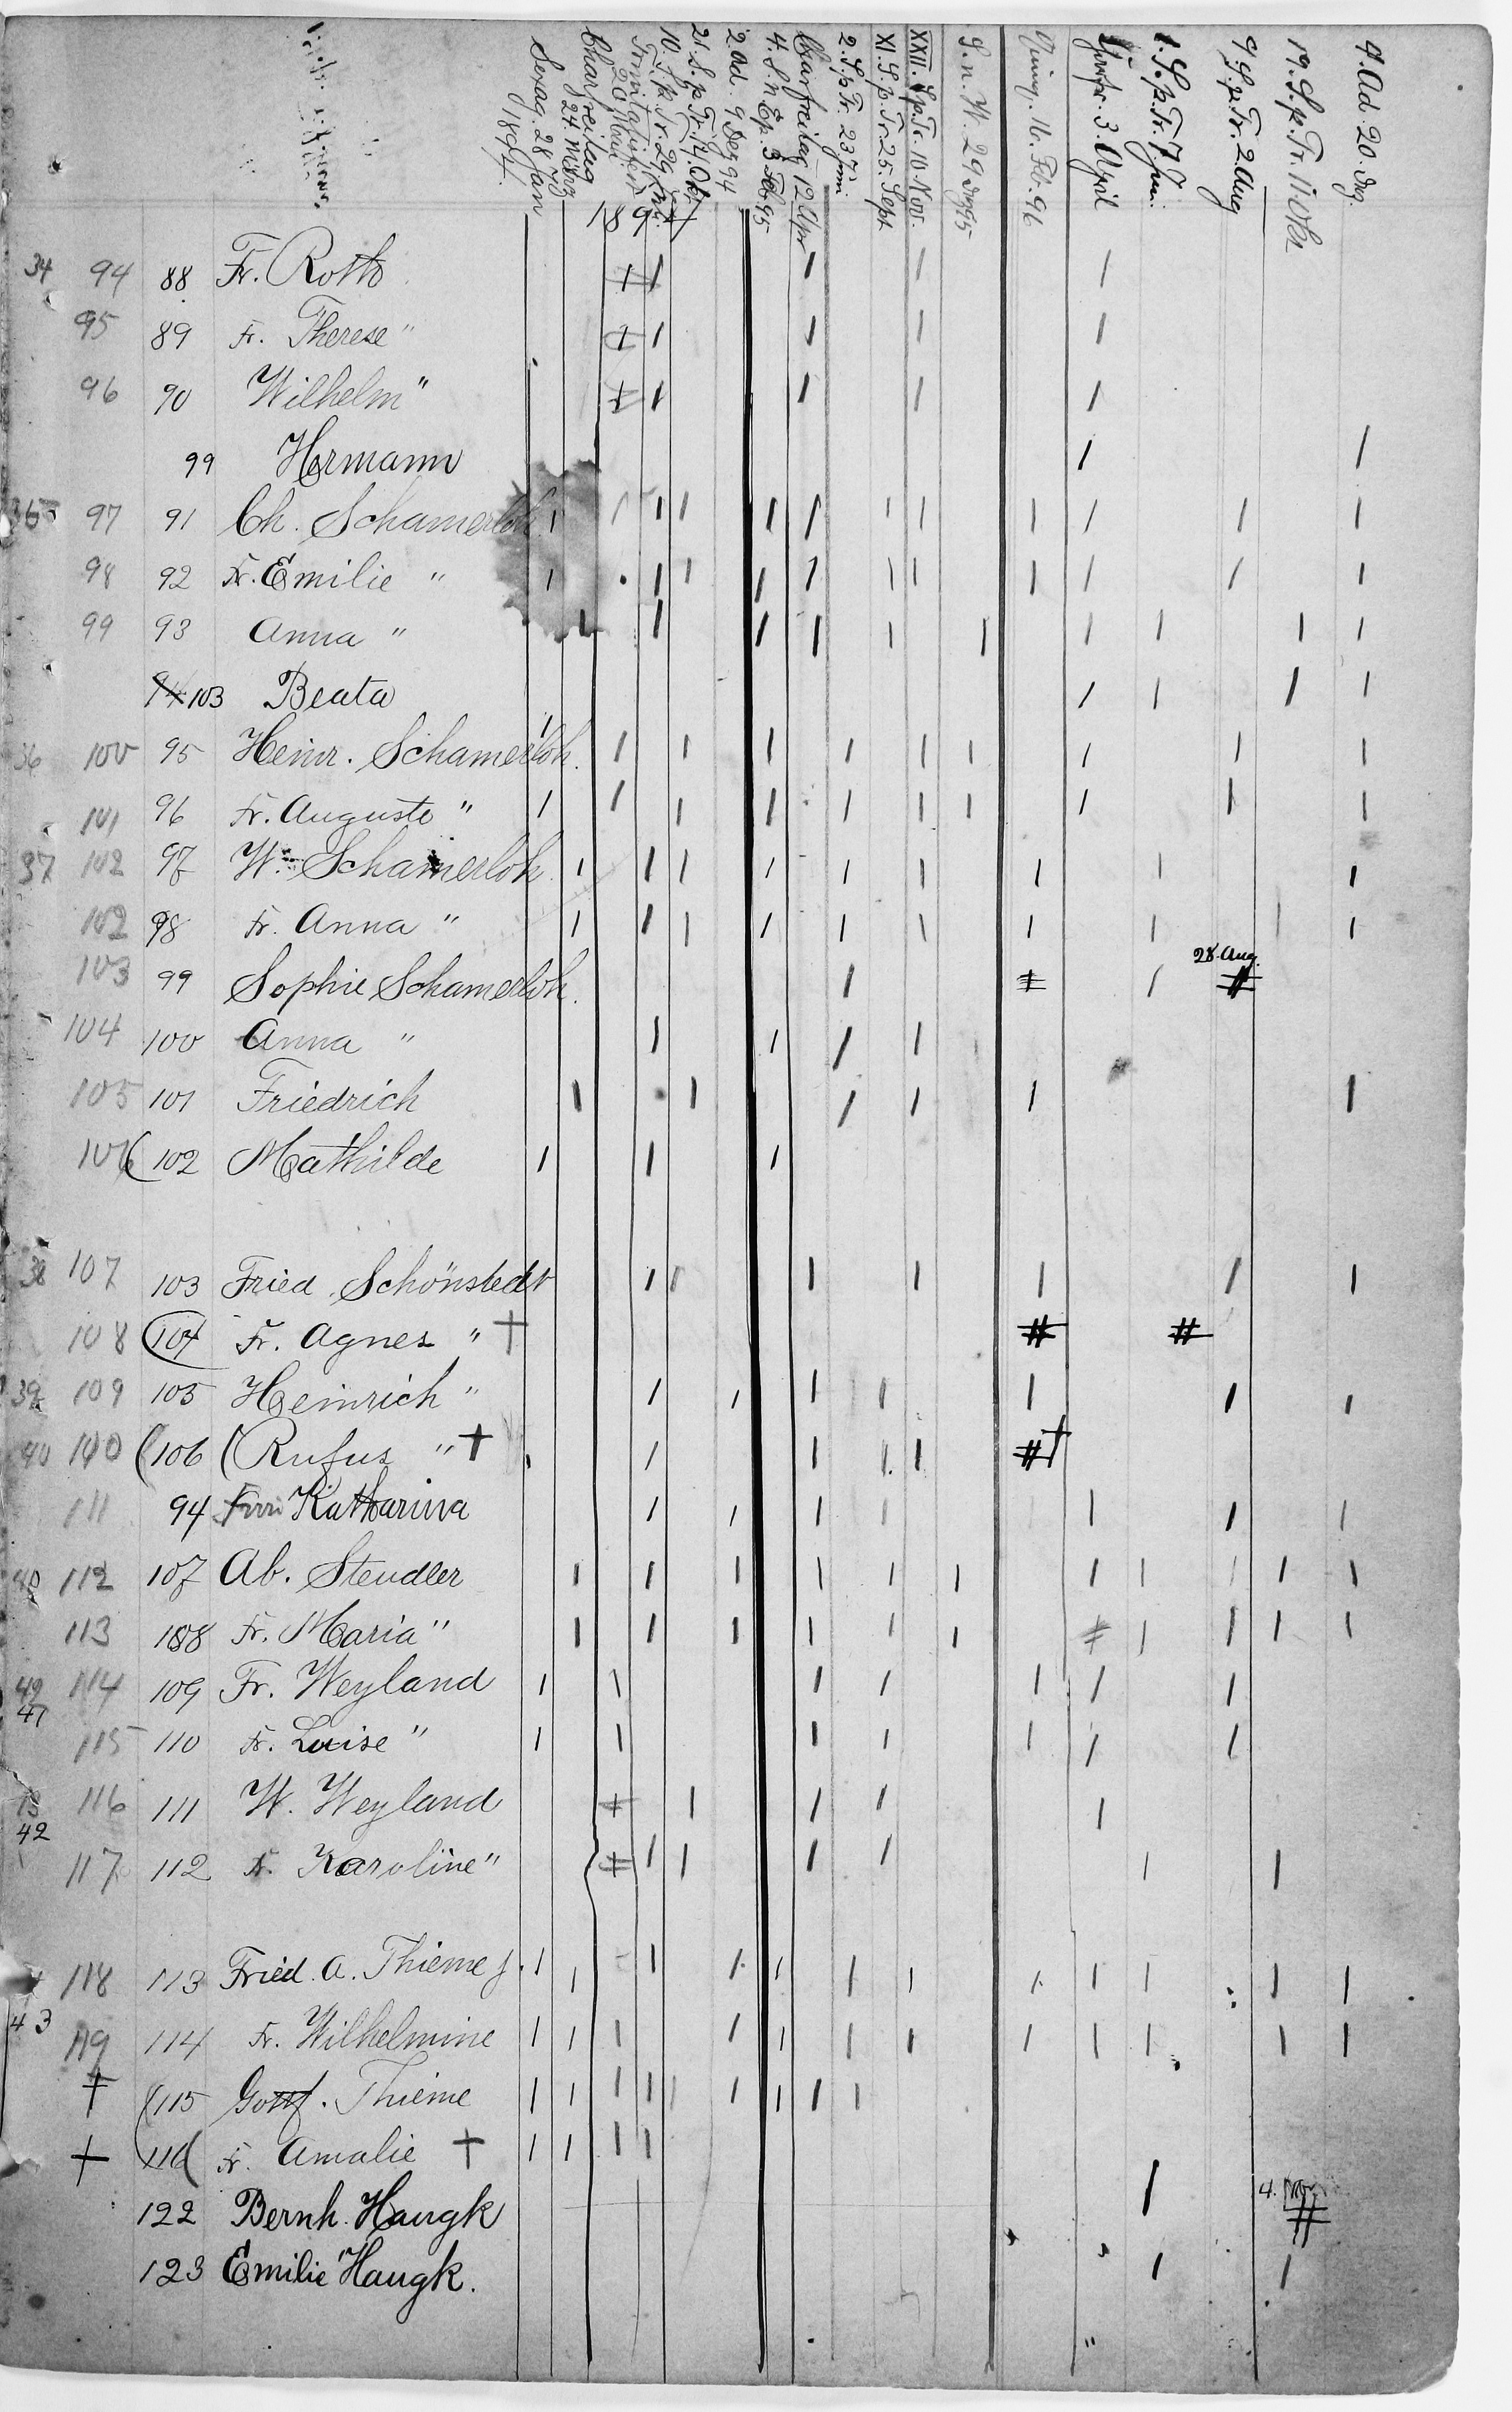 Sexag. 28 Jan 1894.
Charfreitag 24. März
Trinitatisfest 20 Mai
10. S. p. Tr. 29. Juli
21. S. p. Tr. 14. Okt
1894
2 Ad. 9 Dez 94
4. S. n. Ep. 3 Feb 95
Charfreitag 12 Apr
2. S. p. Tr. 23 Juni
XI. S. p. Tr. 25. Sept
XXII. S. p. Tr. 10 Nov.
S. n. W. 29 Dez 95
Quinq. 16. Feb. 96
3. April
1. S. p. Tr. 7 Jun.
9. S. p. Tr. 2. Aug
19. S. p. Tr. 11 Okt
4. Ad. 20. Dez.
34 94 88 Fr. Roth
95 89 Fr. Therese "
96 90 Wilhelm "
99 Hermann
35 97 91 Ch. Schamerloh
98 92 Fr. Emilie "
99 93 Anna "
94 103 Beata
36 100 95 Heinr. Schamerloh.
101 96 Fr. Auguste "
37 102 97 W. Schamerloh.
102 98 Fr. Anna "
28. Aug.
103 99 Sophie Schamerloh.
104 100 Anna "
105 101 Friedrich
106 (102 Mathilde
38 107 103 Fried. Schönstedt
108 (104 Fr. Agnes " †
39 109 105 Heinrich "
40 110 (106 (Rufus " † †
111 94 Katharina
40 112 107 Ab. Steudler
113 108 Fr. Maria "
42 114 109 Fr. Weyland
41
115 110 Fr. Luise "
116 111 W. Weyland
42
117 112 Fr. Karoline "
118 113 Fried. A. Thieme j.
43
119 114 Fr. Wilhelmine
† (115 Gottf. Thieme
† 116 ( Fr. Amalie †
122 Bernh. Haugk
4. Nov
123 Emilie Haugk.